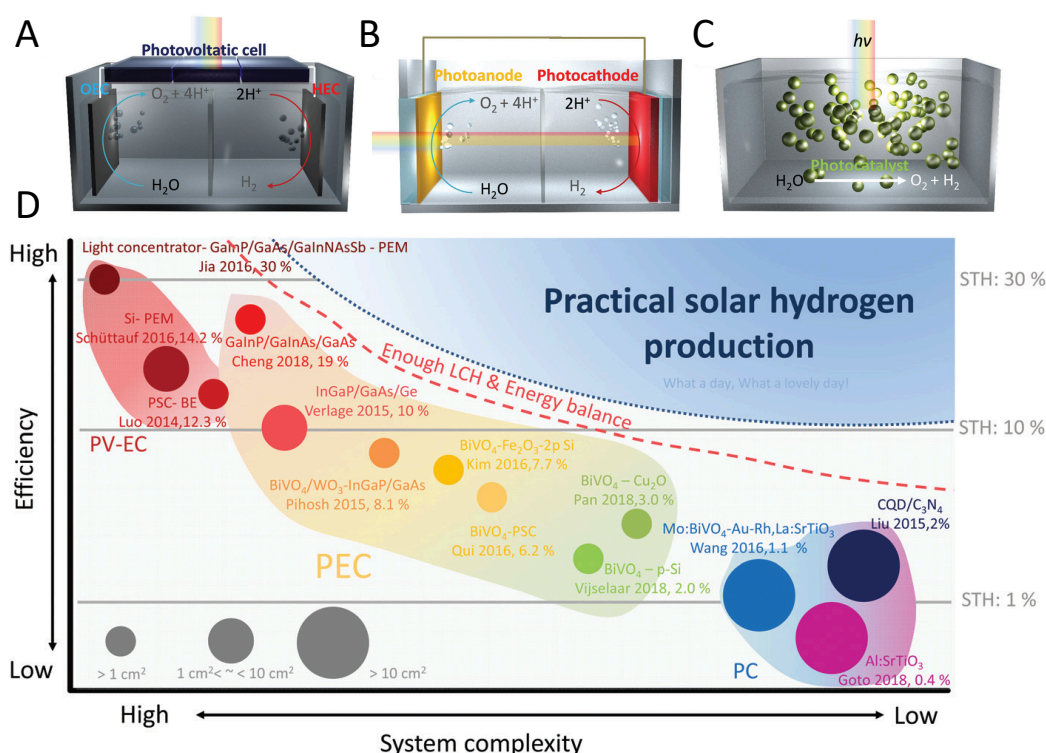 A
Photovoltatic cell
OEC
HEC
O₂ + 4H⁺
2H⁺
H₂O
H₂
B
Photoanode
Photocathode
O₂ + 4H⁺
2H⁺
H₂O
H₂
C
hv
Photocatalyst
H₂O
O₂ + H₂
D
High
Efficiency
Low
Light concentrator- GaInP/GaAs/GaInNAsSb - PEM
Jia 2016, 30 %
Si- PEM
Schüttauf 2016,14.2 %
PSC- BE
Luo 2014,12.3 %
PV-EC
GaInP/GaInAs/GaAs
Cheng 2018, 19 %
InGaP/GaAs/Ge
Verlage 2015, 10 %
BiVO₄/WO₃-InGaP/GaAs
Pihosh 2015, 8.1 %
BiVO₄-Fe₂O₃-2p Si
Kim 2016,7.7 %
BiVO₄-PSC
Qui 2016, 6.2 %
BiVO₄ – Cu₂O
Pan 2018,3.0 %
BiVO₄ – p-Si
Vijselaar 2018, 2.0 %
PEC
Mo:BiVO₄-Au-Rh,La:SrTiO₃
Wang 2016,1.1 %
CQD/C₃N₄
Liu 2015,2%
Al:SrTiO₃
Goto 2018, 0.4 %
PC
Enough LCH & Energy balance
Practical solar hydrogen
production
What a day, What a lovely day!
STH: 30 %
STH: 10 %
STH: 1 %
> 1 cm²
1 cm²< ~ < 10 cm²
> 10 cm²
High
Low
System complexity